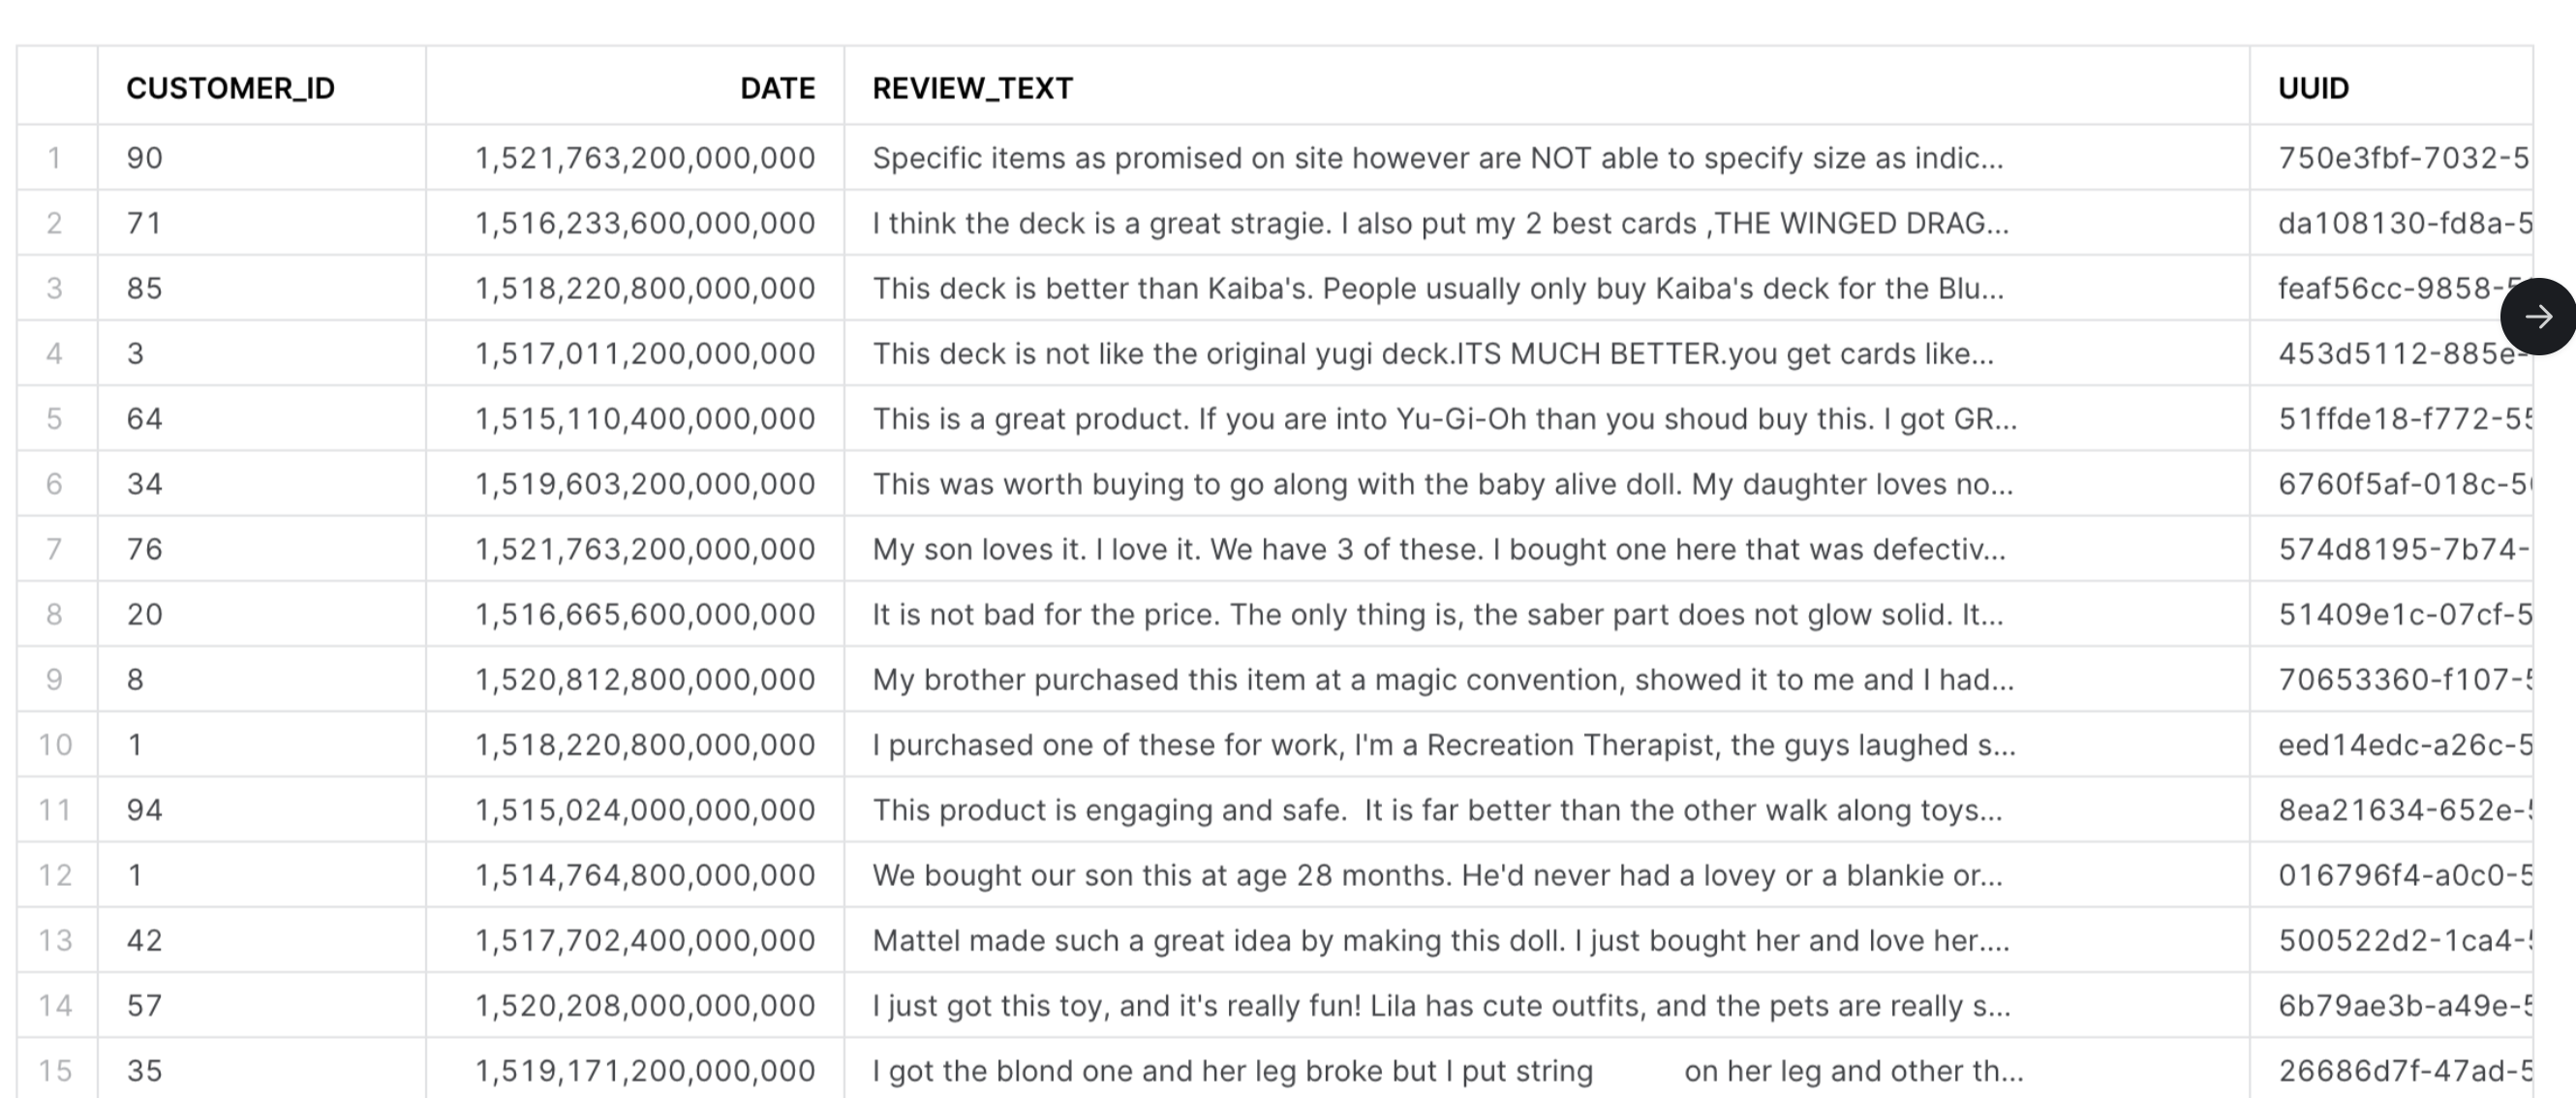 CUSTOMER_ID DATE REVIEW_TEXT UUID
1 90 1,521,763,200,000,000 Specific items as promised on site however are NOT able to specify size as indic... 750e3fbf-7032-5
2 71 1,516,233,600,000,000 I think the deck is a great stragie. I also put my 2 best cards ,THE WINGED DRAG... da108130-fd8a-5
3 85 1,518,220,800,000,000 This deck is better than Kaiba's. People usually only buy Kaiba's deck for the Blu... feaf56cc-9858-5
4 3 1,517,011,200,000,000 This deck is not like the original yugi deck.ITS MUCH BETTER.you get cards like... 453d5112-885e-
5 64 1,515,110,400,000,000 This is a great product. If you are into Yu-Gi-Oh than you shoud buy this. I got GR... 51ffde18-f772-55
6 34 1,519,603,200,000,000 This was worth buying to go along with the baby alive doll. My daughter loves no... 6760f5af-018c-5
7 76 1,521,763,200,000,000 My son loves it. I love it. We have 3 of these. I bought one here that was defectiv... 574d8195-7b74-
8 20 1,516,665,600,000,000 It is not bad for the price. The only thing is, the saber part does not glow solid. It... 51409e1c-07cf-5
9 8 1,520,812,800,000,000 My brother purchased this item at a magic convention, showed it to me and I had... 70653360-f107-5
10 1 1,518,220,800,000,000 I purchased one of these for work, I'm a Recreation Therapist, the guys laughed s... eed14edc-a26c-5
11 94 1,515,024,000,000,000 This product is engaging and safe.  It is far better than the other walk along toys... 8ea21634-652e-5
12 1 1,514,764,800,000,000 We bought our son this at age 28 months. He'd never had a lovey or a blankie or... 016796f4-a0c0-5
13 42 1,517,702,400,000,000 Mattel made such a great idea by making this doll. I just bought her and love her.... 500522d2-1ca4-5
14 57 1,520,208,000,000,000 I just got this toy, and it's really fun! Lila has cute outfits, and the pets are really s... 6b79ae3b-a49e-5
15 35 1,519,171,200,000,000 I got the blond one and her leg broke but I put string on her leg and other th... 26686d7f-47ad-5